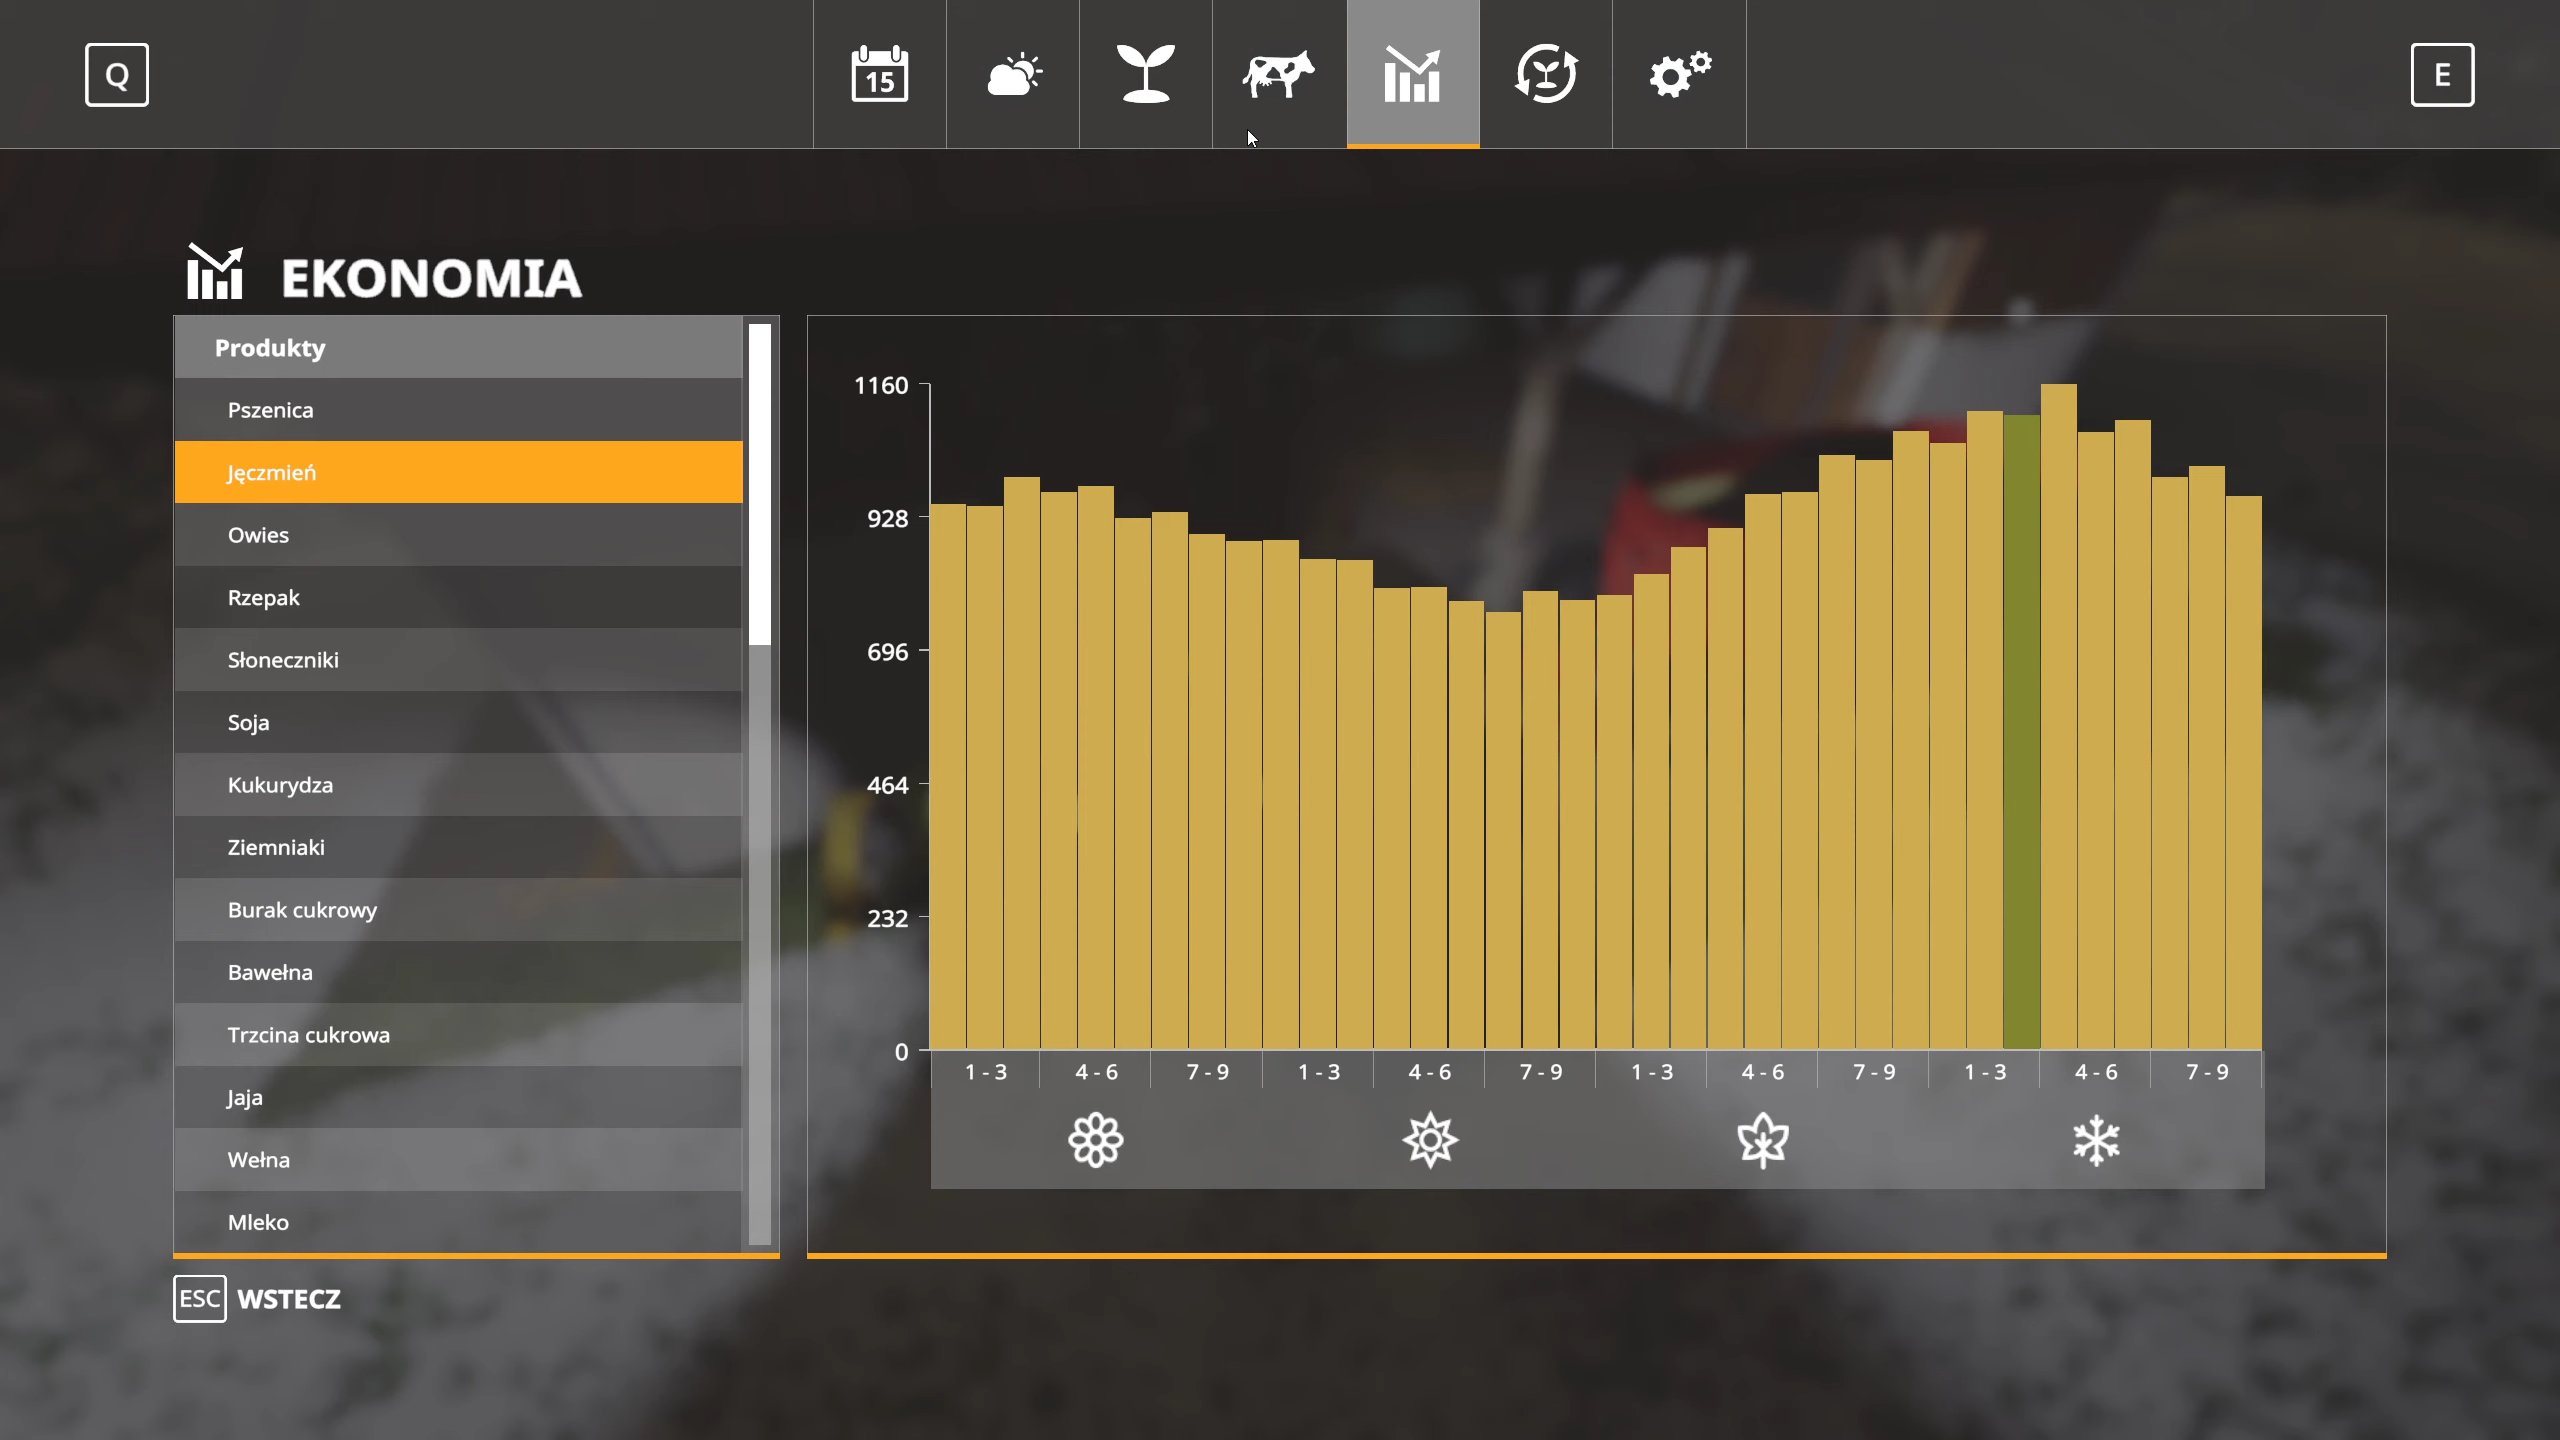 Q
15
E
EKONOMIA
Produkty
Pszenica
Jęczmień
Owies
Rzepak
Słoneczniki
Soja
Kukurydza
Ziemniaki
Burak cukrowy
Bawełna
Trzcina cukrowa
Jaja
Wełna
Mleko
1160
928
696
464
232
0
1 - 3 4 - 6 7 - 9 1 - 3 4 - 6 7 - 9 1 - 3 4 - 6 7 - 9 1 - 3 4 - 6 7 - 9
ESC WSTECZ